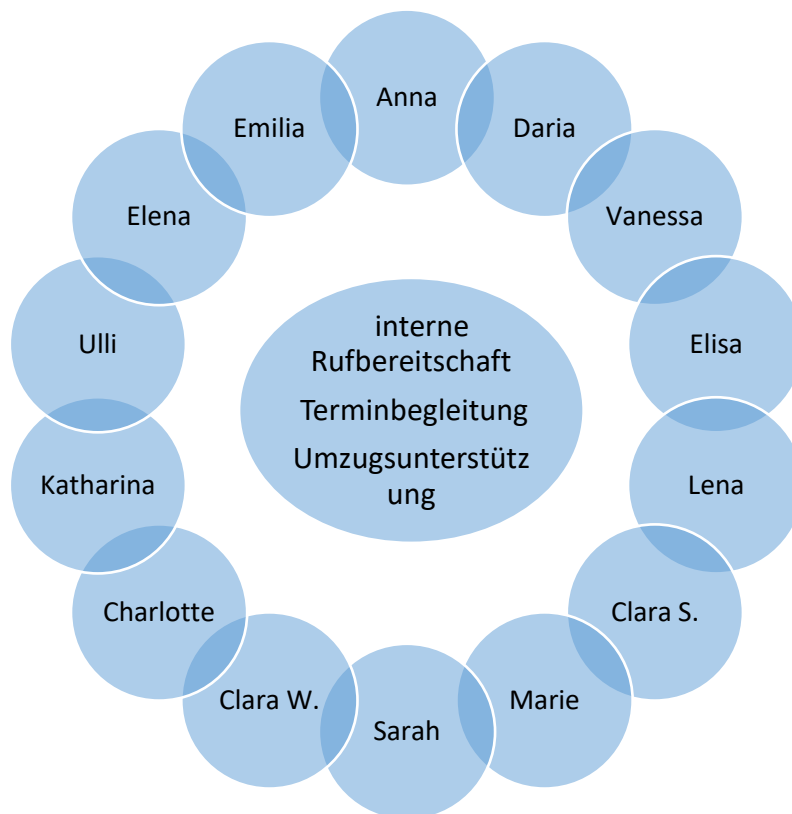 Anna
Daria
Vanessa
Elisa
Lena
Clara S.
Marie
Sarah
Clara W.
Charlotte
Katharina
Ulli
Elena
Emilia
interne
Rufbereitschaft
Terminbegleitung
Umzugsunterstütz
ung